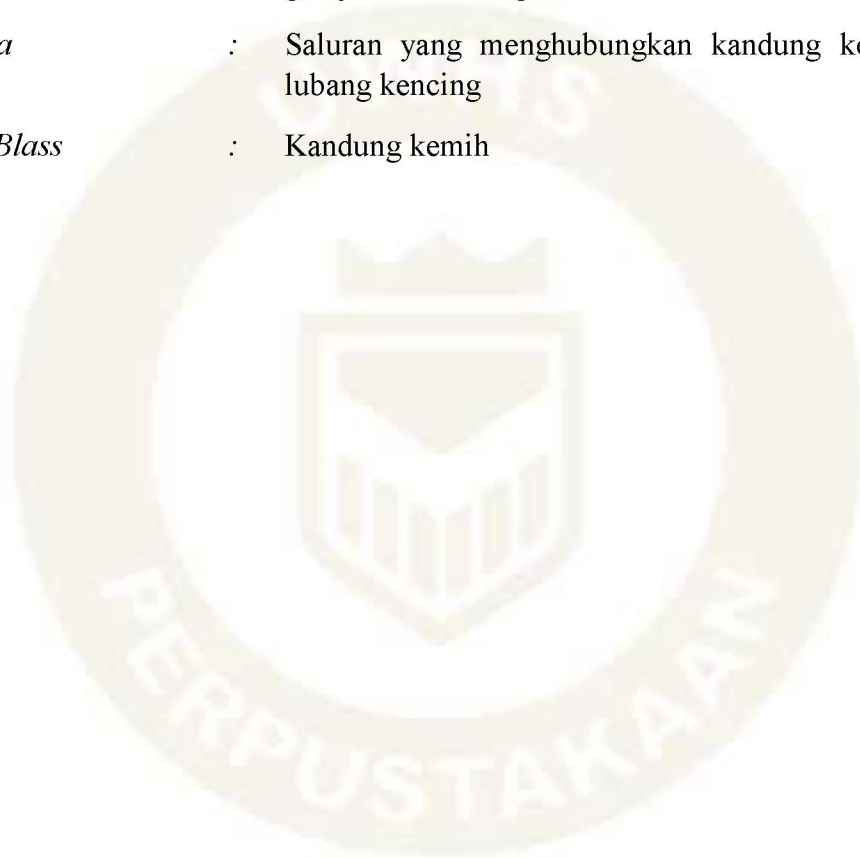 a : Saluran yang menghubungkan kandung ke
lubang kencing
Blass : Kandung kemih
PERPUSTAKAAN